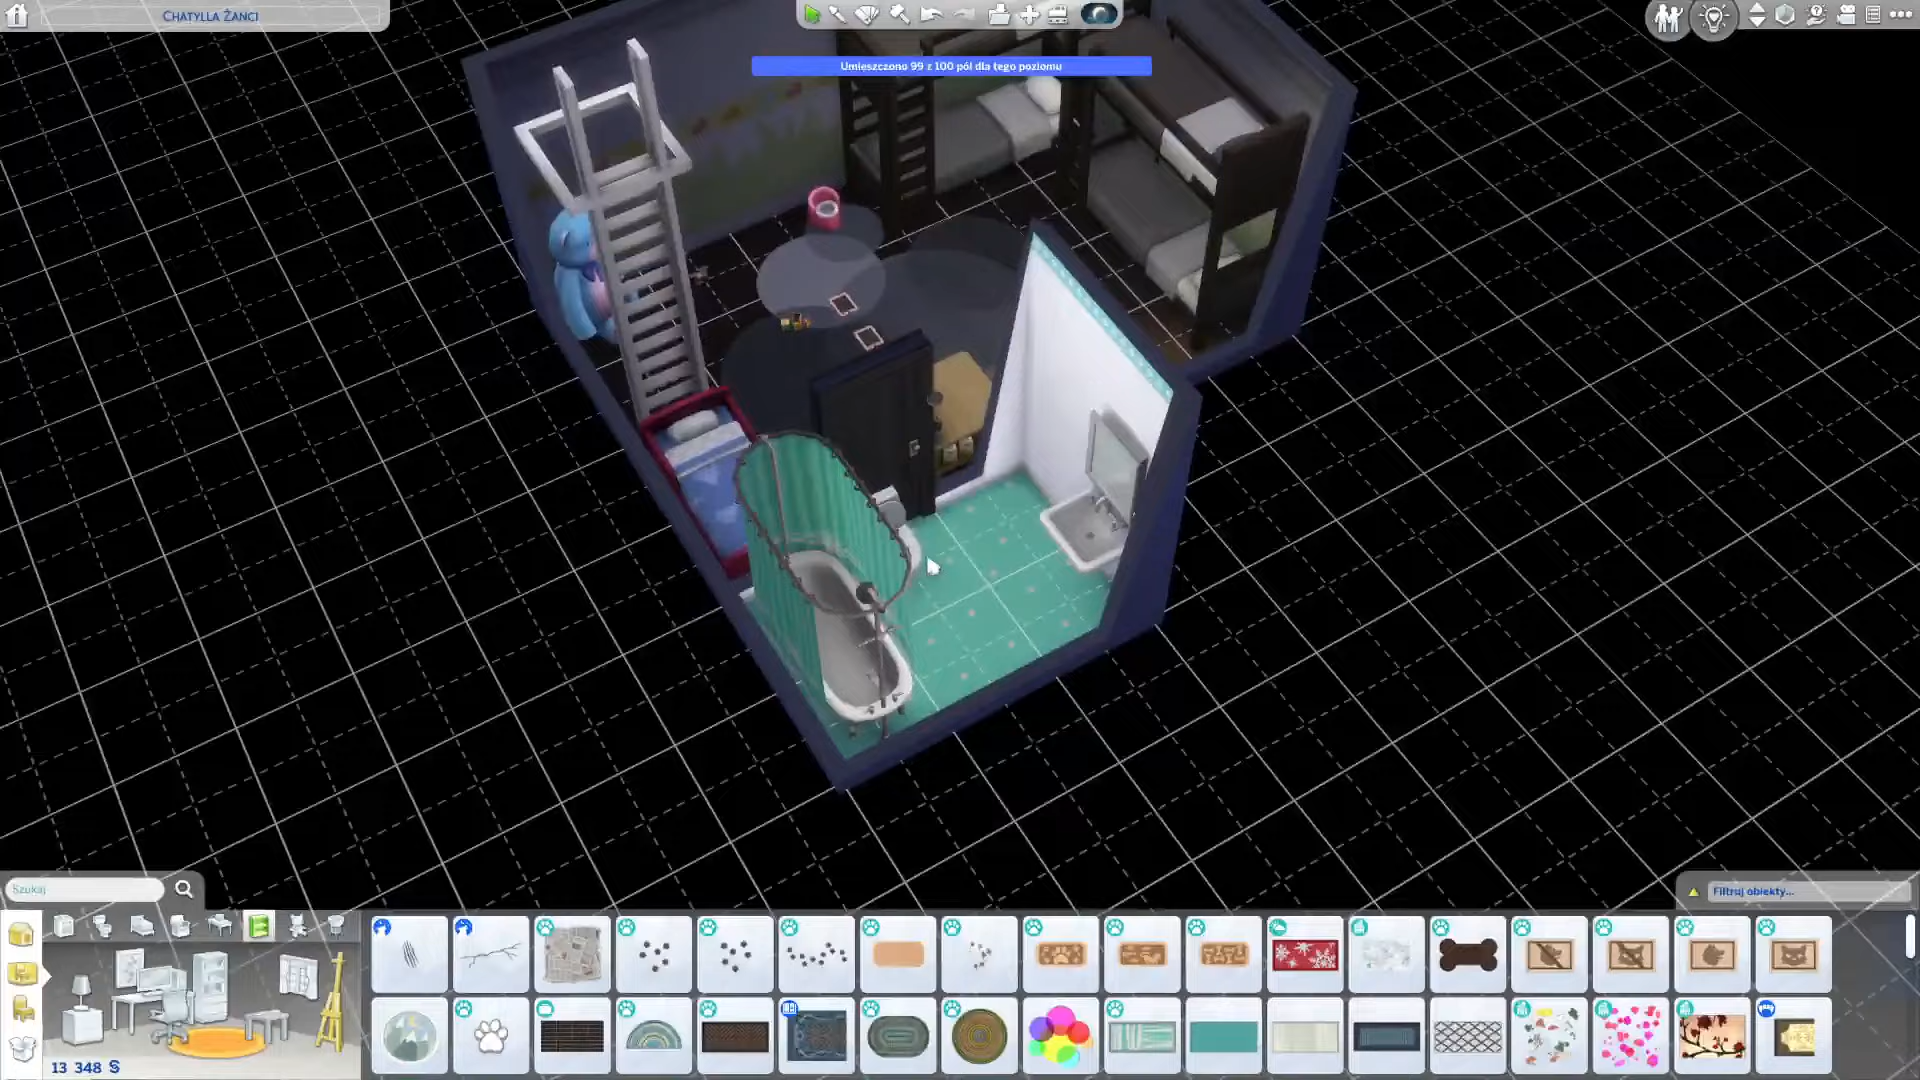 CHATYLLA ŻANCI
Umieszczono 99 z 100 pól dla tego poziomu
Szukaj
Filtruj obiekty...
13 348 §